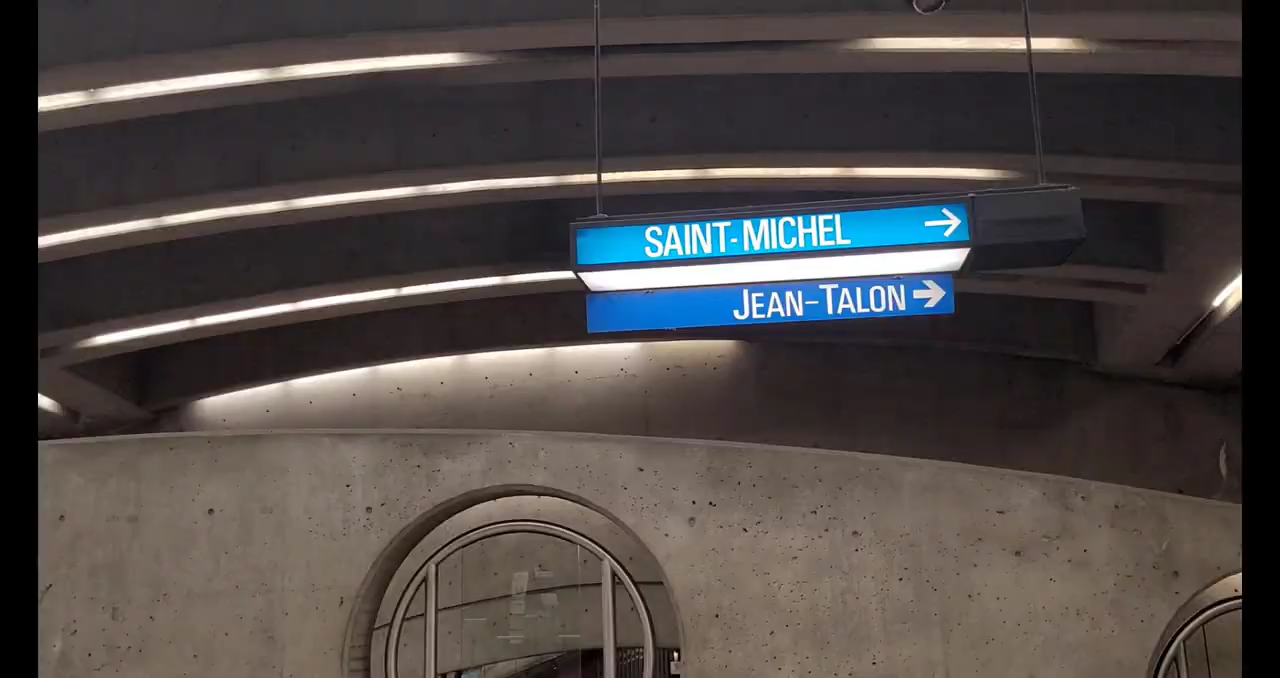 SAINT-MICHEL →
JEAN-TALON →